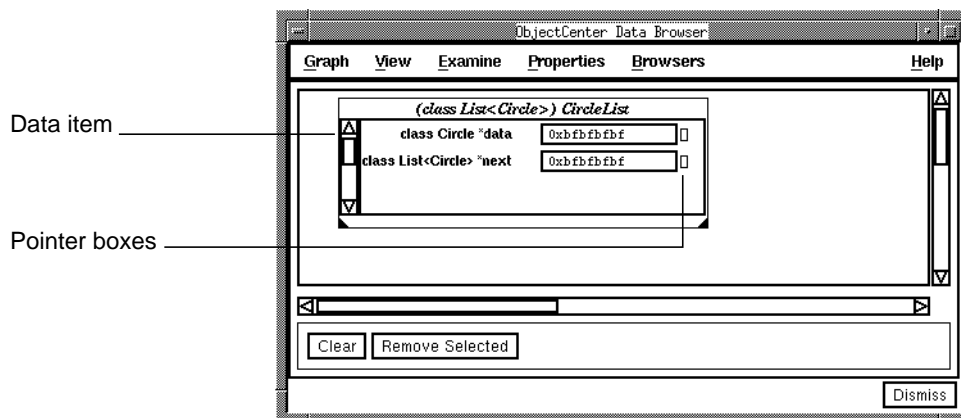 ObjectCenter Data Browser
Graph View Examine Properties Browsers Help
(class List<Circle>) CircleList
Data item
class Circle *data 0xbfbfbfbf
class List<Circle> *next 0xbfbfbfbf
Pointer boxes
Clear Remove Selected
Dismiss